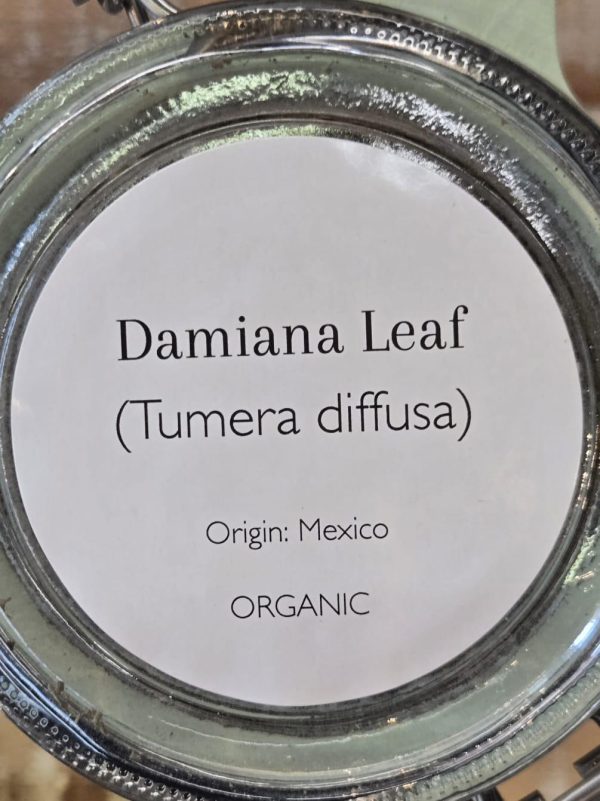 Damiana Leaf
(Tumera diffusa)
Origin: Mexico
ORGANIC